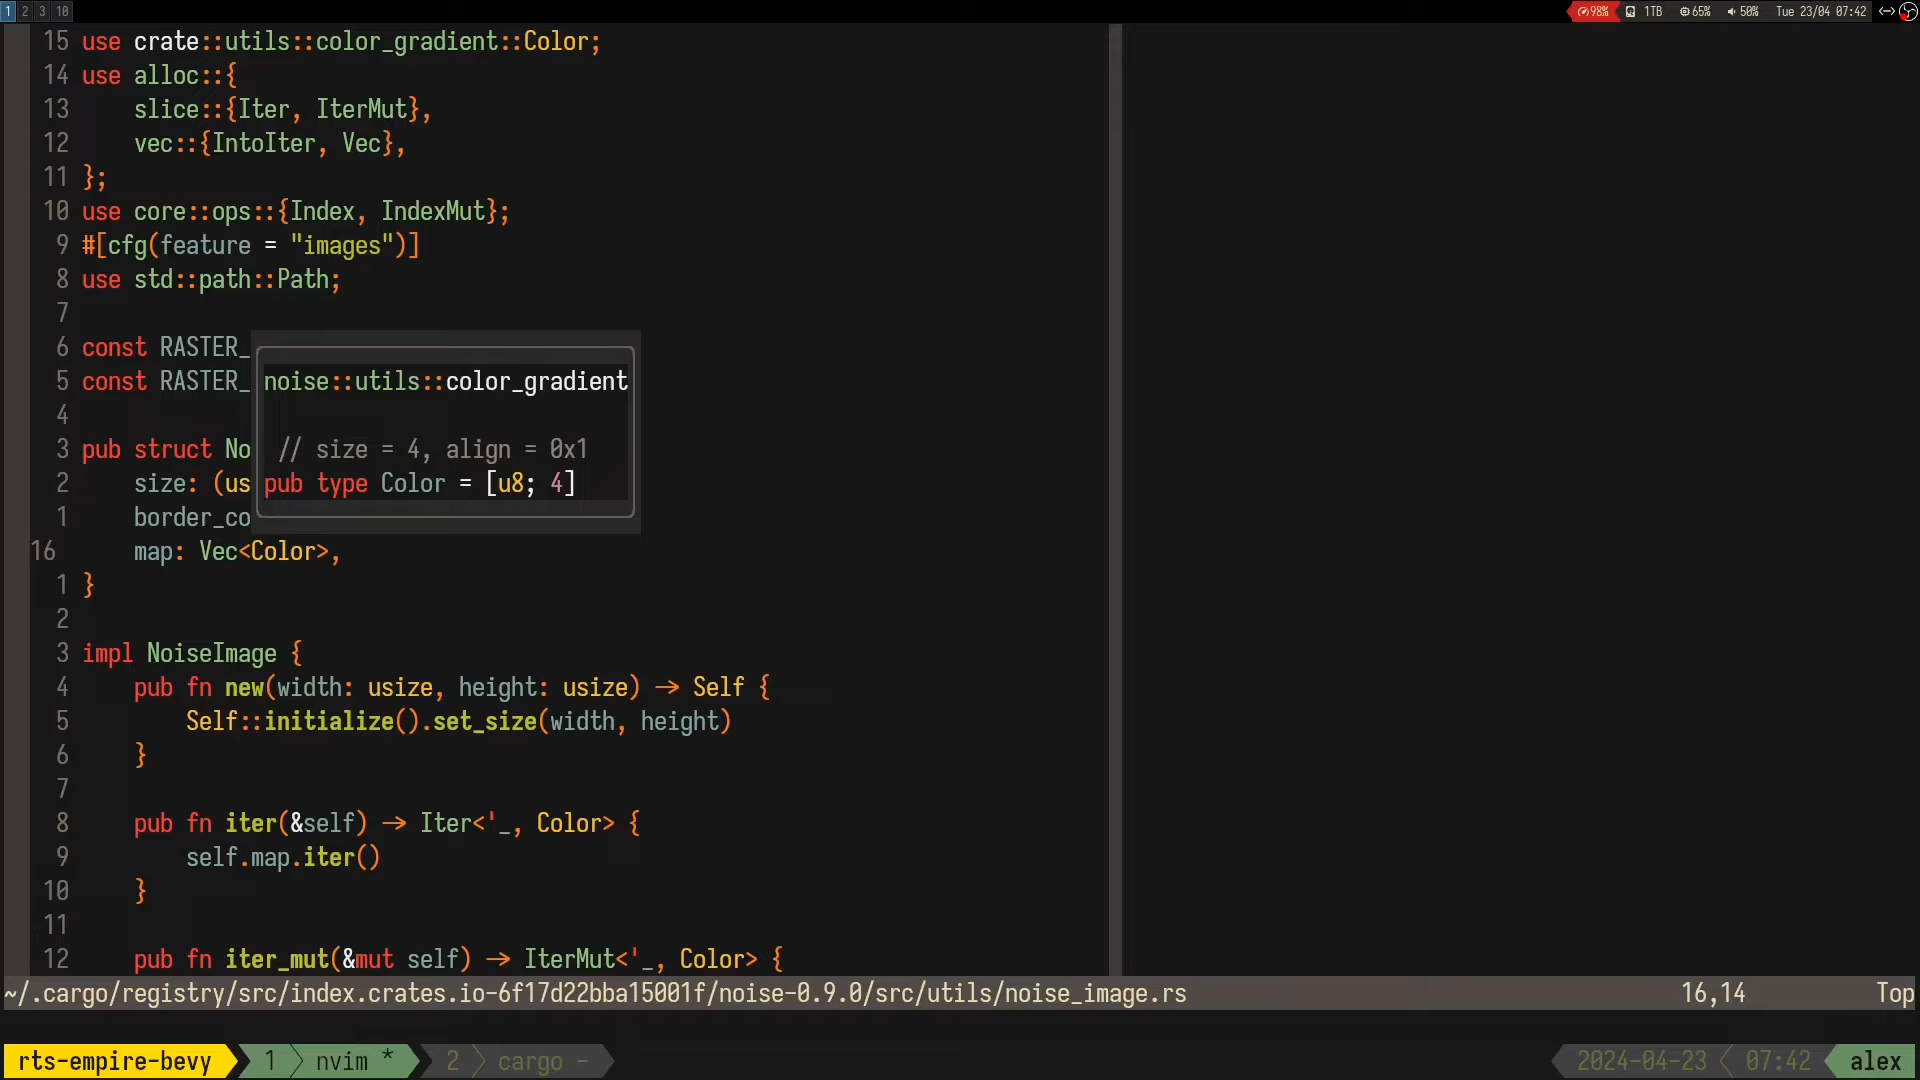 1 2 3 10 98% 1TB 65% 50% Tue 23/04 07:42
15 use crate::utils::color_gradient::Color;
14 use alloc::{
13     slice::{Iter, IterMut},
12     vec::{IntoIter, Vec},
11 };
10 use core::ops::{Index, IndexMut};
9 #[cfg(feature = "images")]
8 use std::path::Path;
7
6 const RASTER_
5 const RASTER_ noise::utils::color_gradient
4
3 pub struct No // size = 4, align = 0x1
2     size: (us pub type Color = [u8; 4]
1     border_co
16     map: Vec<Color>,
1 }
2
3 impl NoiseImage {
4     pub fn new(width: usize, height: usize) -> Self {
5         Self::initialize().set_size(width, height)
6     }
7
8     pub fn iter(&self) -> Iter<'_, Color> {
9         self.map.iter()
10     }
11
12     pub fn iter_mut(&mut self) -> IterMut<'_, Color> {
~/.cargo/registry/src/index.crates.io-6f17d22bba15001f/noise-0.9.0/src/utils/noise_image.rs 16,14 Top
rts-empire-bevy 1 nvim * 2 cargo - 2024-04-23 07:42 alex